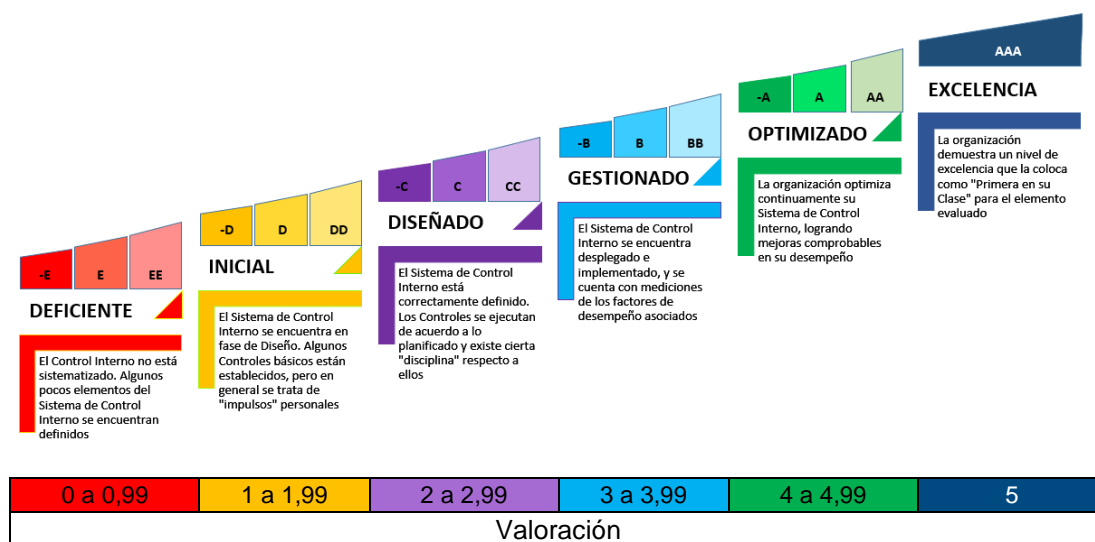 -E E EE
DEFICIENTE
El Control Interno no está
sistematizado. Algunos
pocos elementos del
Sistema de Control
Interno se encuentran
definidos
-D D DD
INICIAL
El Sistema de Control
Interno se encuentra en
fase de Diseño. Algunos
Controles básicos están
establecidos, pero en
general se trata de
"impulsos" personales
-C C CC
DISEÑADO
El Sistema de Control
Interno está
correctamente definido.
Los Controles se ejecutan
de acuerdo a lo
planificado y existe cierta
"disciplina" respecto a
ellos
-B B BB
GESTIONADO
El Sistema de Control
Interno se encuentra
desplegado e
implementado, y se
cuenta con mediciones
de los factores de
desempeño asociados
-A A AA
OPTIMIZADO
La organización optimiza
continuamente su
Sistema de Control
Interno, logrando
mejoras comprobables
en su desempeño
AAA
EXCELENCIA
La organización
demuestra un nivel de
excelencia que la coloca
como "Primera en su
Clase" para el elemento
evaluado
0 a 0,99 1 a 1,99 2 a 2,99 3 a 3,99 4 a 4,99 5
Valoración